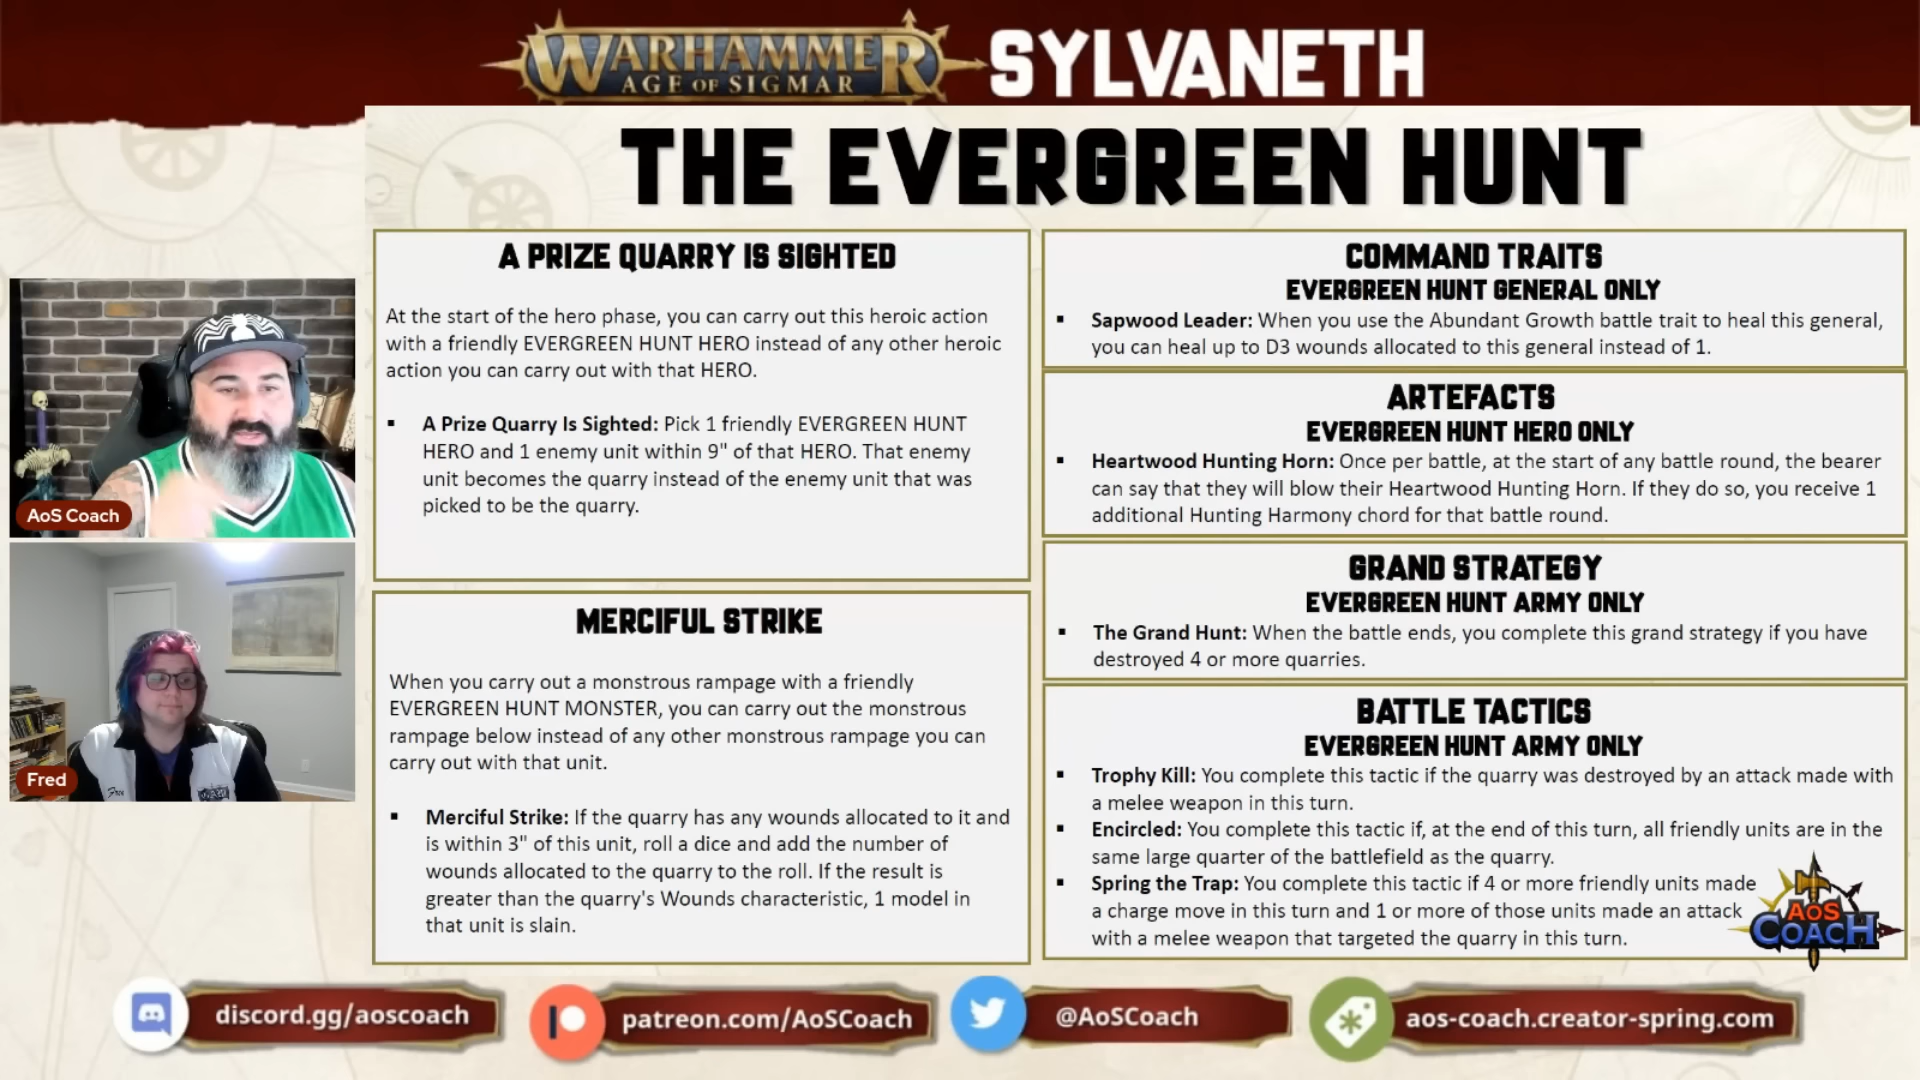 WARHAMMER
AGE OF SIGMAR
SYLVANETH
THE EVERGREEN HUNT
A PRIZE QUARRY IS SIGHTED
At the start of the hero phase, you can carry out this heroic action
with a friendly EVERGREEN HUNT HERO instead of any other heroic
action you can carry out with that HERO.
▪ A Prize Quarry Is Sighted: Pick 1 friendly EVERGREEN HUNT
HERO and 1 enemy unit within 9" of that HERO. That enemy
unit becomes the quarry instead of the enemy unit that was
picked to be the quarry.
MERCIFUL STRIKE
When you carry out a monstrous rampage with a friendly
EVERGREEN HUNT MONSTER, you can carry out the monstrous
rampage below instead of any other monstrous rampage you can
carry out with that unit.
▪ Merciful Strike: If the quarry has any wounds allocated to it and
is within 3" of this unit, roll a dice and add the number of
wounds allocated to the quarry to the roll. If the result is
greater than the quarry's Wounds characteristic, 1 model in
that unit is slain.
COMMAND TRAITS
EVERGREEN HUNT GENERAL ONLY
▪ Sapwood Leader: When you use the Abundant Growth battle trait to heal this general,
you can heal up to D3 wounds allocated to this general instead of 1.
ARTEFACTS
EVERGREEN HUNT HERO ONLY
▪ Heartwood Hunting Horn: Once per battle, at the start of any battle round, the bearer
can say that they will blow their Heartwood Hunting Horn. If they do so, you receive 1
additional Hunting Harmony chord for that battle round.
GRAND STRATEGY
EVERGREEN HUNT ARMY ONLY
▪ The Grand Hunt: When the battle ends, you complete this grand strategy if you have
destroyed 4 or more quarries.
BATTLE TACTICS
EVERGREEN HUNT ARMY ONLY
▪ Trophy Kill: You complete this tactic if the quarry was destroyed by an attack made with
a melee weapon in this turn.
▪ Encircled: You complete this tactic if, at the end of this turn, all friendly units are in the
same large quarter of the battlefield as the quarry.
▪ Spring the Trap: You complete this tactic if 4 or more friendly units made
a charge move in this turn and 1 or more of those units made an attack
with a melee weapon that targeted the quarry in this turn.
AoS Coach
Fred
AoS
COACH
discord.gg/aoscoach
patreon.com/AoSCoach
@AoSCoach
aos-coach.creator-spring.com